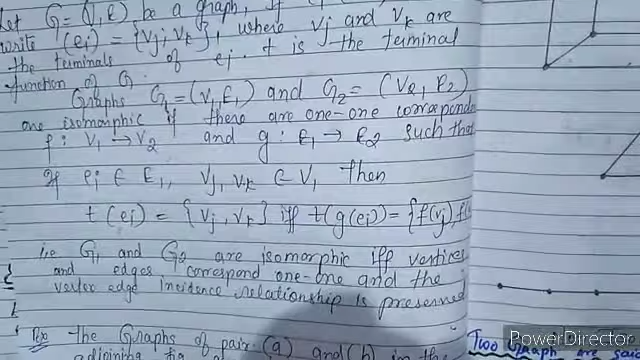 Let G = (V, E) be a graph, If
write t(ei) = {vj, vk}, where vj and vk are
the terminals of ei. t is the terminal
function of G.
Graphs G1 = (V1, E1) and G2 = (V2, E2)
are isomorphic if there are one-one corresponde
f: V1 → V2 and g: E1 → E2 such that
If ei ∈ E1, vj, vk ∈ V1 then
t(ei) = {vj, vk} iff t(g(ei)) = {f(vj), f(
i.e G1 and G2 are isomorphic iff vertices
and edges correspond one-one and the
vertex edge incidence relationship is preserved
the Graphs of pair (a) and (b) in the
Two Graph are
PowerDirector